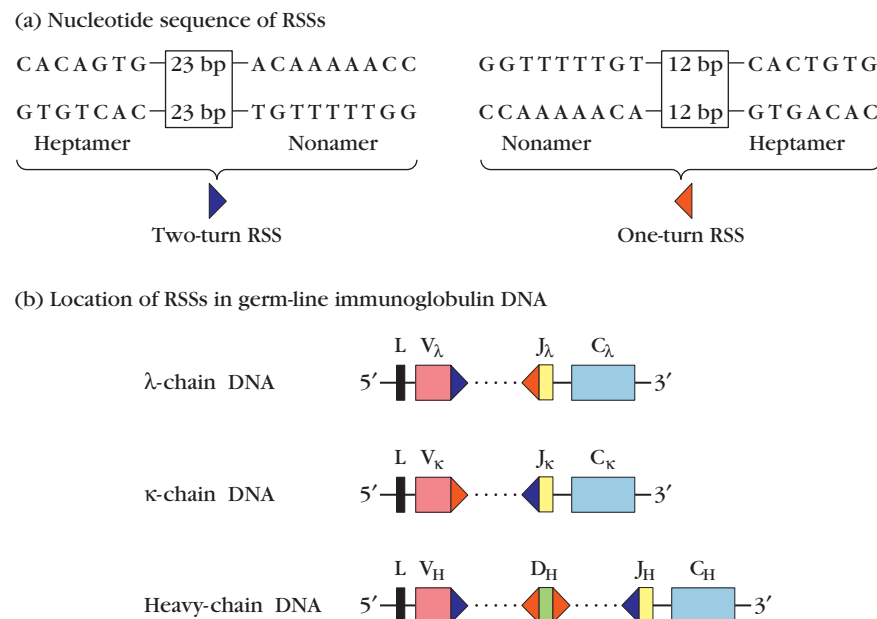 (a) Nucleotide sequence of RSSs
CACAGTG 23 bp ACAAAAACC
GTGTCAC 23 bp TGTTTTTGG
Heptamer Nonamer
Two-turn RSS
GGTTTTTGT 12 bp CACTGTG
CCAAAAACA 12 bp GTGACAC
Nonamer Heptamer
One-turn RSS
(b) Location of RSSs in germ-line immunoglobulin DNA
L Vλ Jλ Cλ
λ-chain DNA 5′ 3′
L Vκ Jκ Cκ
κ-chain DNA 5′ 3′
L VH DH JH CH
Heavy-chain DNA 5′ 3′